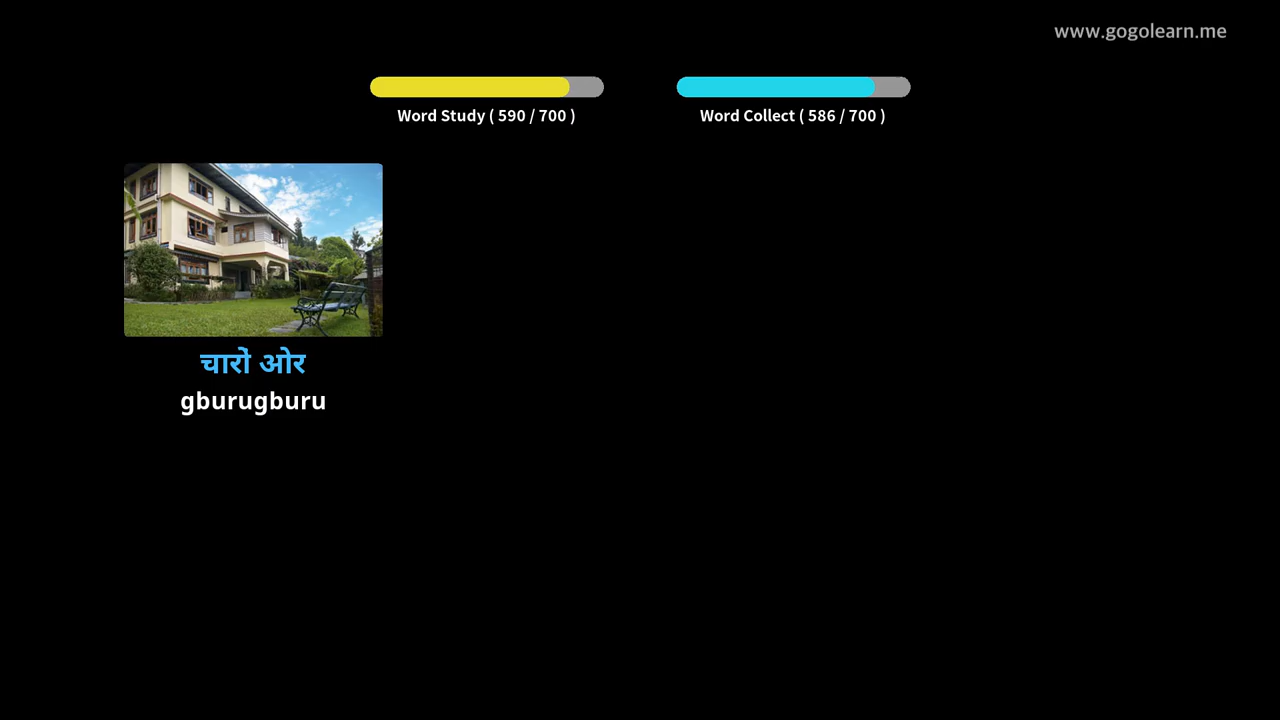 www.gogolearn.me
Word Study ( 590 / 700 )
Word Collect ( 586 / 700 )
चारों ओर
gburugburu